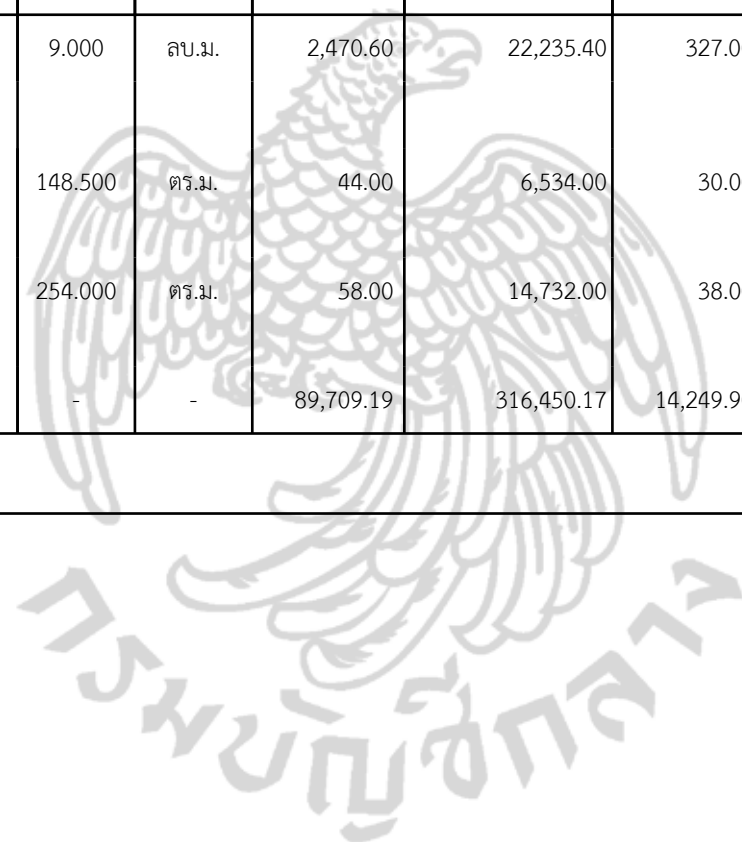 9.000 ลบ.ม. 2,470.60 22,235.40 327.0
148.500 ตร.ม. 44.00 6,534.00 30.0
254.000 ตร.ม. 58.00 14,732.00 38.0
- - 89,709.19 316,450.17 14,249.9
กรมบัญชีกลาง